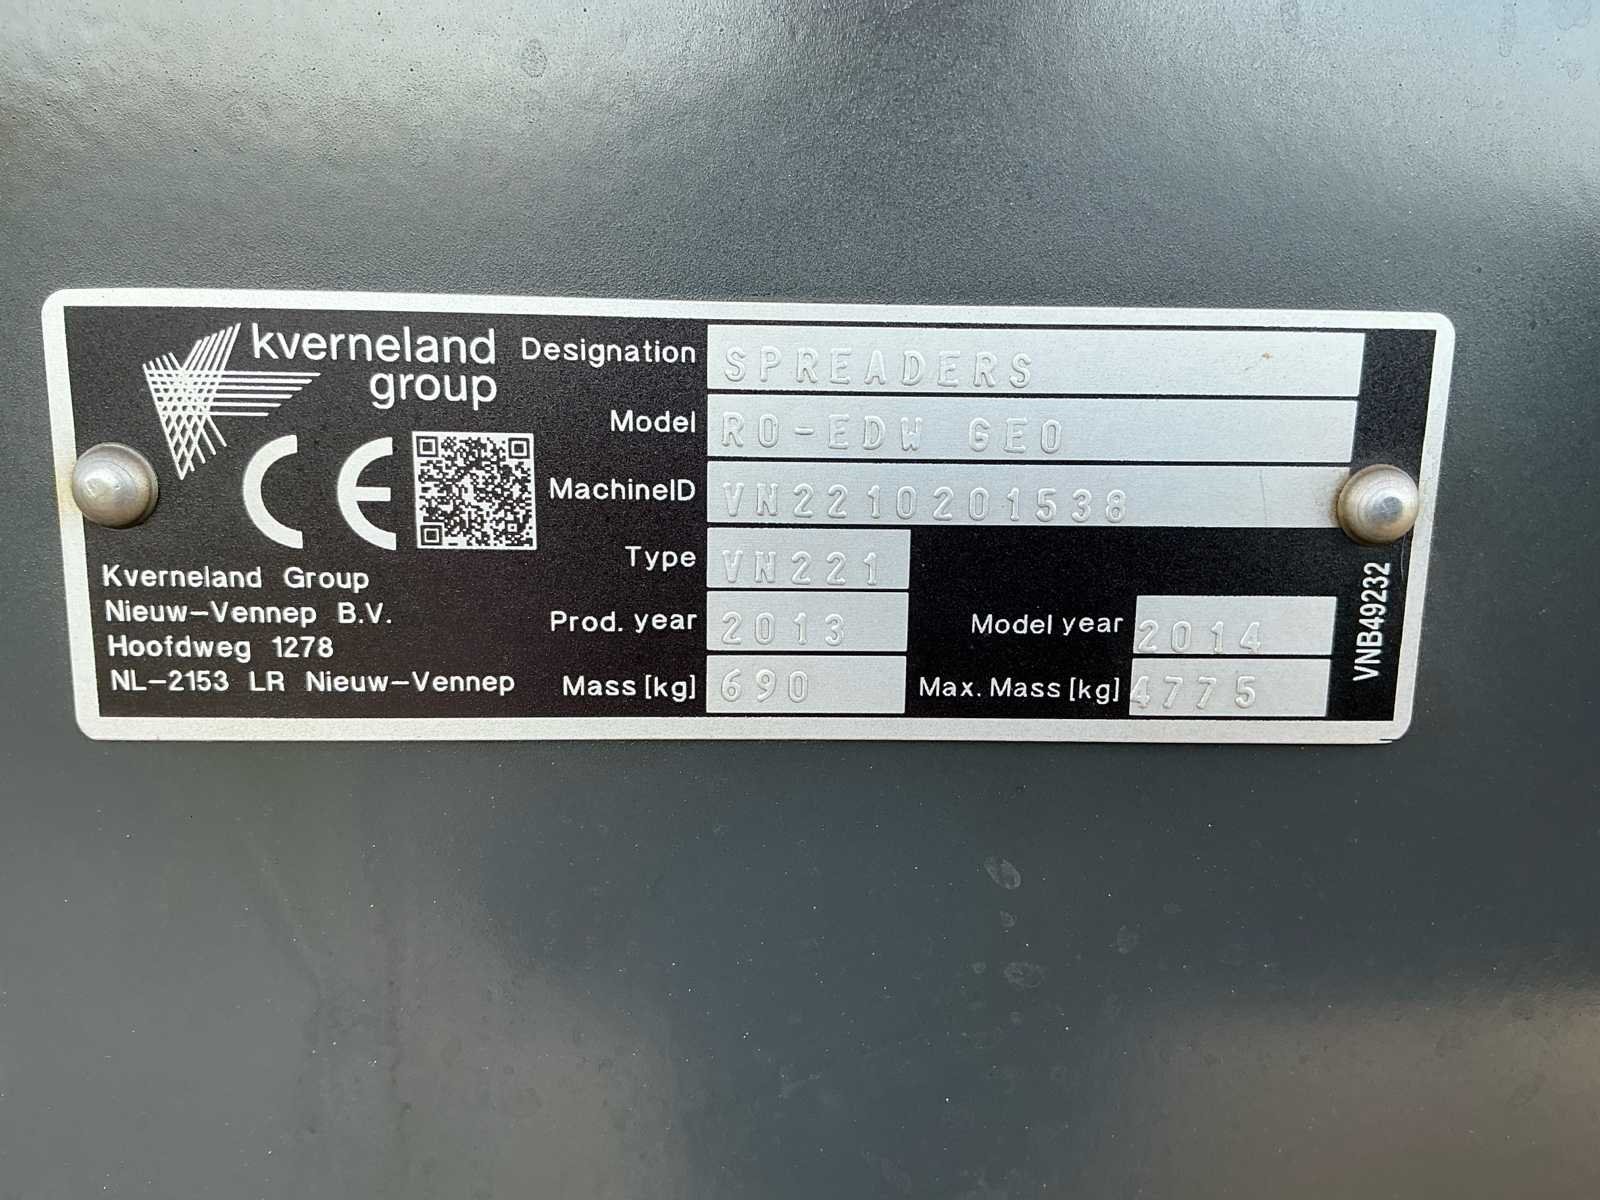 kverneland
group
CE
Kverneland Group
Nieuw-Vennep B.V.
Hoofdweg 1278
NL-2153 LR Nieuw-Vennep
Designation SPREADERS
Model RO-EDW GEO
MachineID VN2210201538
Type VN221
Prod. year 2013 Model year 2014
Mass [kg] 690 Max. Mass [kg] 4775
VNB49232